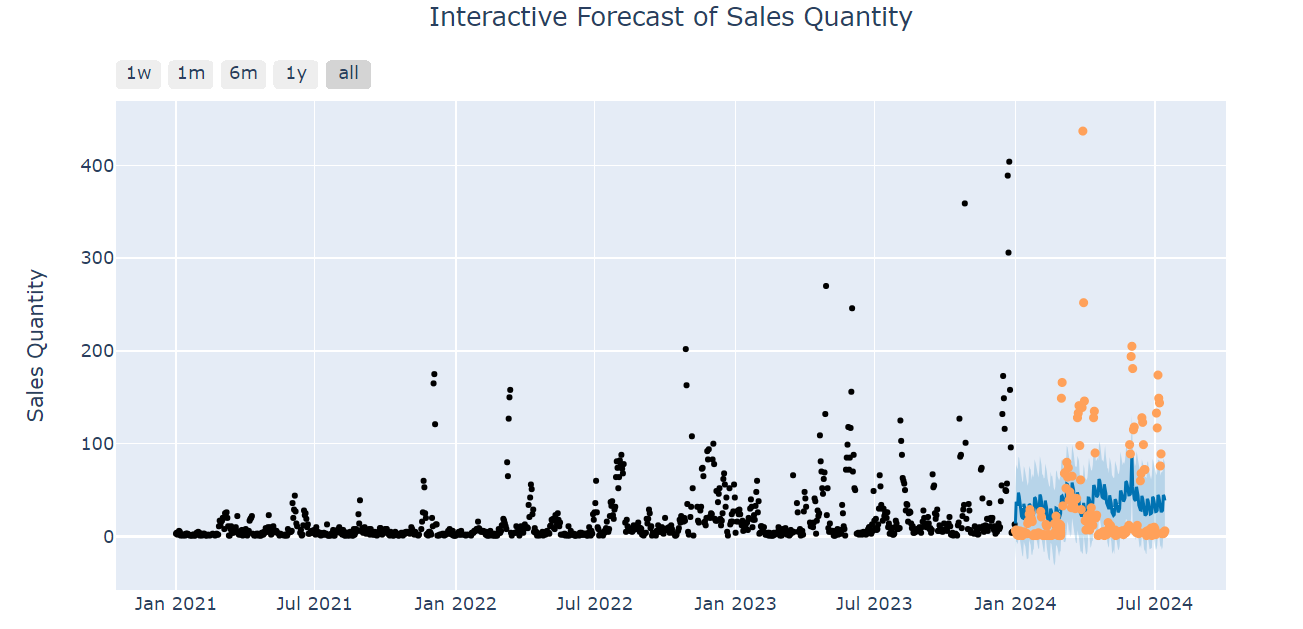 Interactive Forecast of Sales Quantity
1w 1m 6m 1y all
400
300
200
100
0
Sales Quantity
Jan 2021 Jul 2021 Jan 2022 Jul 2022 Jan 2023 Jul 2023 Jan 2024 Jul 2024